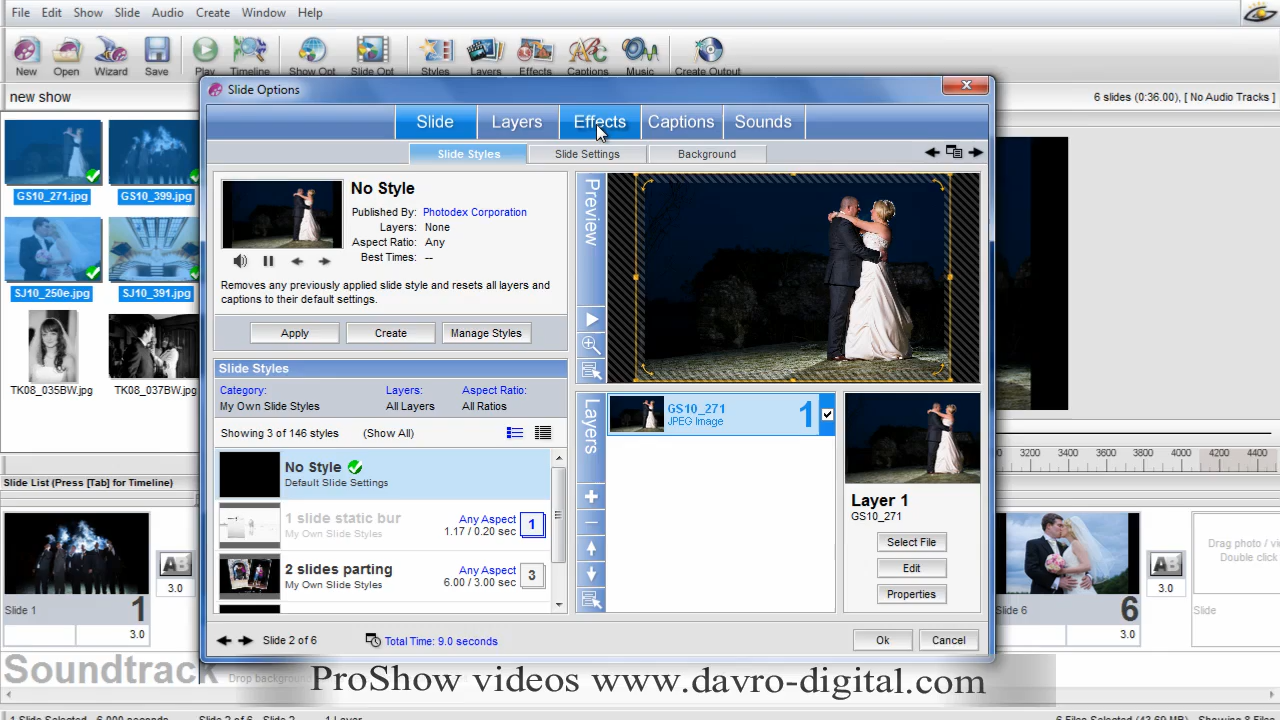 File Edit Show Slide Audio Create Window Help
New Open Wizard Save Play Timeline Show Opt Slide Opt Styles Layers Effects Captions Music Create Output
new show
6 slides (0:36.00), [ No Audio Tracks ]
Slide Options
Slide Layers Effects Captions Sounds
Slide Styles Slide Settings Background
GS10_271.jpg GS10_399.jpg
SJ10_250e.jpg SJ10_391.jpg
TK08_035BW.jpg TK08_037BW.jpg
No Style
Published By: Photodex Corporation
Layers: None
Aspect Ratio: Any
Best Times: --
Removes any previously applied slide style and resets all layers and
captions to their default settings.
Apply Create Manage Styles
Slide Styles
Category: Layers: Aspect Ratio:
My Own Slide Styles All Layers All Ratios
Showing 3 of 146 styles (Show All)
No Style
Default Slide Settings
1 slide static bur
My Own Slide Styles
Any Aspect
1.17 / 0.20 sec
1
2 slides parting
My Own Slide Styles
Any Aspect
6.00 / 3.00 sec
3
Preview
Layers
GS10_271
JPEG Image
1
Layer 1
GS10_271
Select File
Edit
Properties
Slide 2 of 6 Total Time: 9.0 seconds
Ok Cancel
3200 3400 3600 3800 4000 4200 4400
Slide List (Press [Tab] for Timeline)
AB
3.0
Slide 1
1
3.0
Slide 6
6
3.0
AB
3.0
Drag photo / vi
Double click
Slide
Soundtrack Drop backgroun
ProShow videos www.davro-digital.com